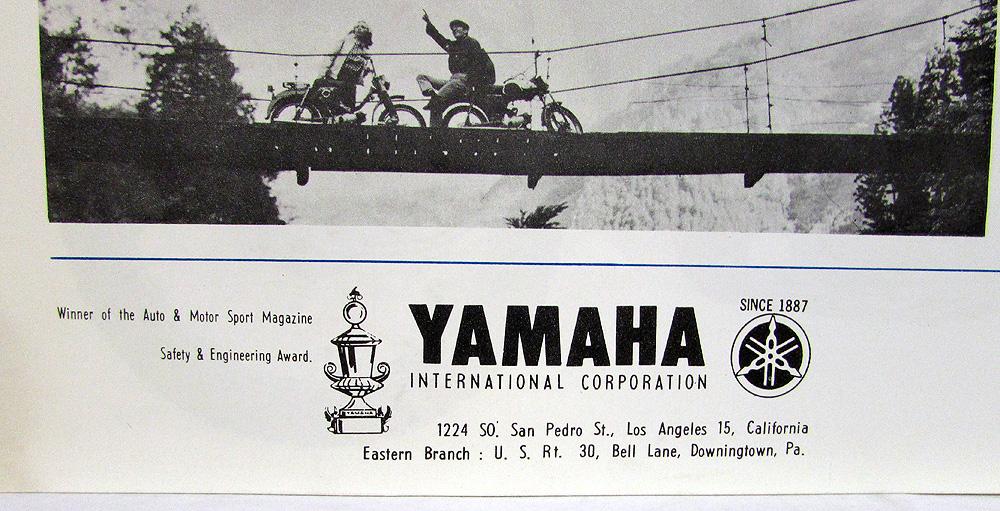 Winner of the Auto & Motor Sport Magazine
Safety & Engineering Award.
YAMAHA
YAMAHA
INTERNATIONAL CORPORATION
SINCE 1887
1224 SO. San Pedro St., Los Angeles 15, California
Eastern Branch : U. S. Rt. 30, Bell Lane, Downingtown, Pa.